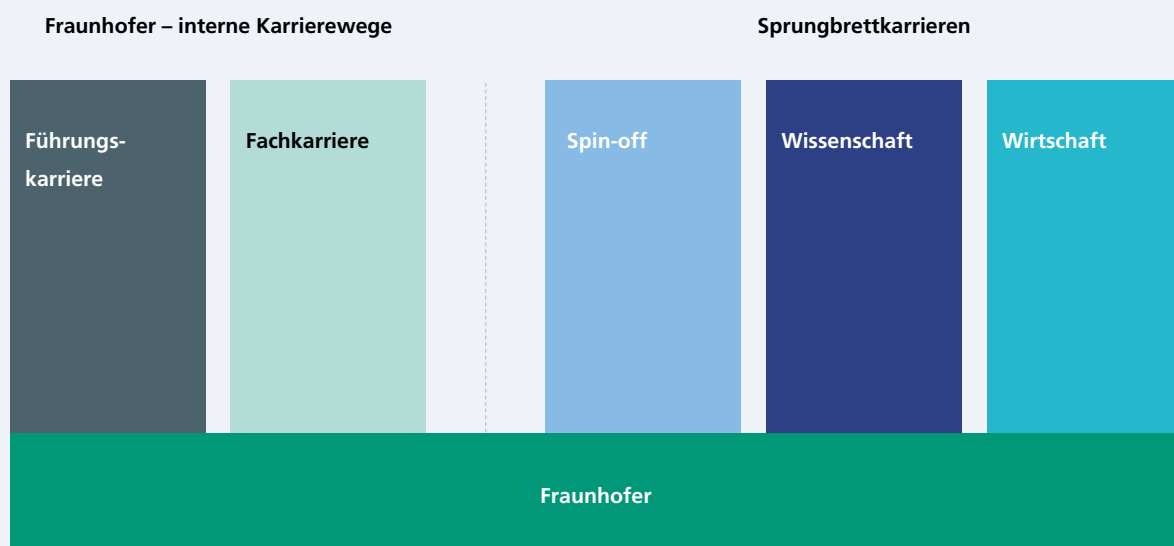 Fraunhofer – interne Karrierewege
Sprungbrettkarrieren
Führungs-
karriere
Fachkarriere
Spin-off
Wissenschaft
Wirtschaft
Fraunhofer